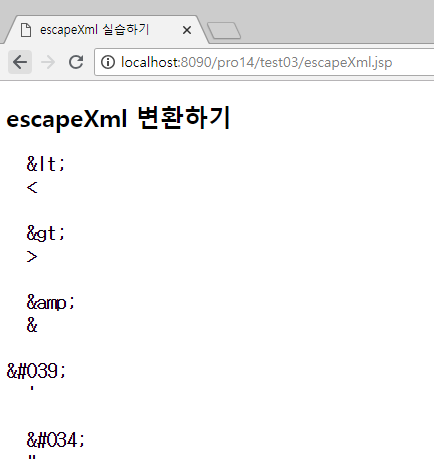 escapeXml 실습하기
localhost:8090/pro14/test03/escapeXml.jsp
escapeXml 변환하기
&lt;
<
&gt;
>
&amp;
&
&#039;
'
&#034;
"